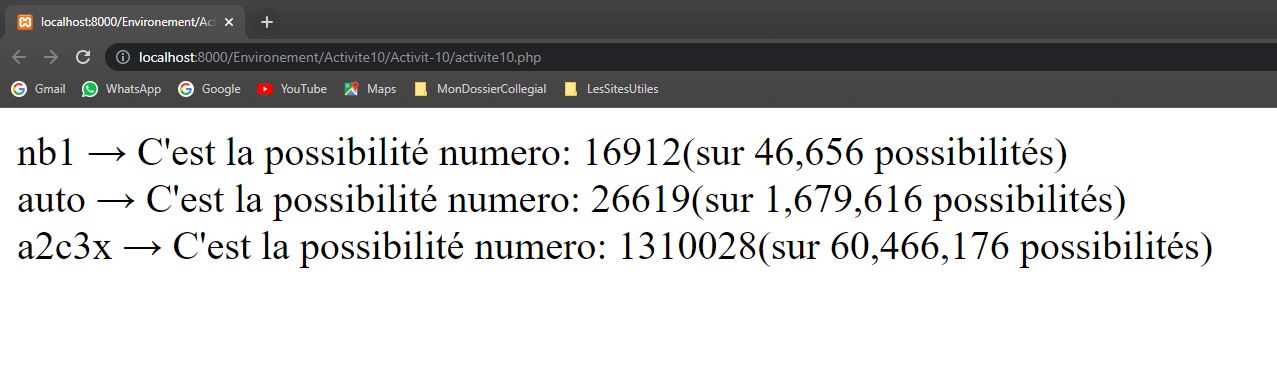 localhost:8000/Environement/Act
localhost:8000/Environement/Activite10/Activit-10/activite10.php
Gmail WhatsApp Google YouTube Maps MonDossierCollegial LesSitesUtiles
nb1 → C'est la possibilité numero: 16912(sur 46,656 possibilités)
auto → C'est la possibilité numero: 26619(sur 1,679,616 possibilités)
a2c3x → C'est la possibilité numero: 1310028(sur 60,466,176 possibilités)